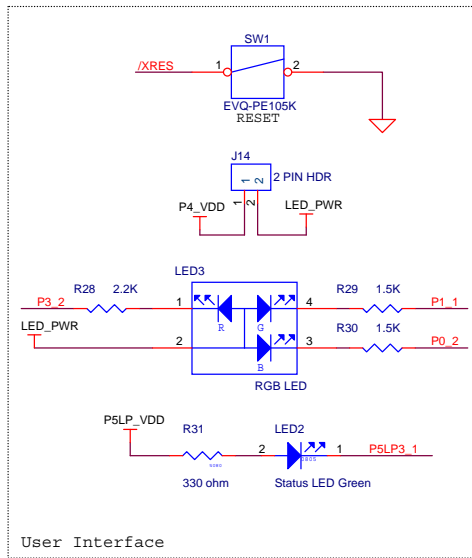 SW1
/XRES
1
2
EVQ-PE105K
RESET
J14
1
2
2 PIN HDR
P4_VDD
1
2
LED_PWR
LED3
R28
2.2K
R29
1.5K
P3_2
1
4
P1_1
R
G
R30
1.5K
LED_PWR
2
3
P0_2
B
RGB LED
P5LP_VDD
R31
LED2
2
1
P5LP3_1
0805
330 ohm
Status LED Green
User Interface